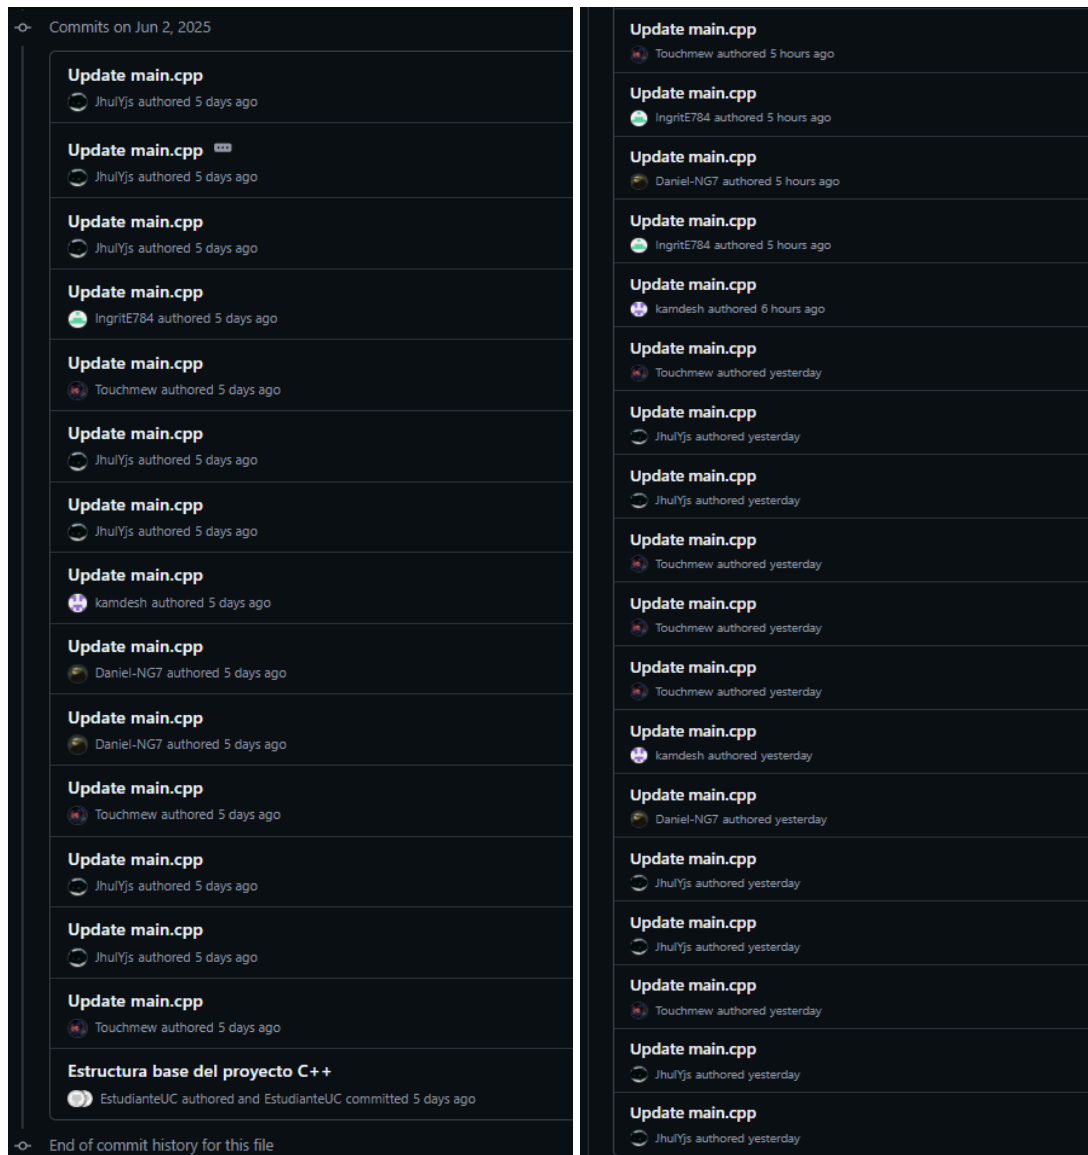 Commits on Jun 2, 2025
Update main.cpp
JhulYjs authored 5 days ago
Update main.cpp
JhulYjs authored 5 days ago
Update main.cpp
JhulYjs authored 5 days ago
Update main.cpp
IngritE784 authored 5 days ago
Update main.cpp
Touchmew authored 5 days ago
Update main.cpp
JhulYjs authored 5 days ago
Update main.cpp
JhulYjs authored 5 days ago
Update main.cpp
kamdesh authored 5 days ago
Update main.cpp
Daniel-NG7 authored 5 days ago
Update main.cpp
Daniel-NG7 authored 5 days ago
Update main.cpp
Touchmew authored 5 days ago
Update main.cpp
JhulYjs authored 5 days ago
Update main.cpp
JhulYjs authored 5 days ago
Update main.cpp
Touchmew authored 5 days ago
Estructura base del proyecto C++
EstudianteUC authored and EstudianteUC committed 5 days ago
End of commit history for this file
Update main.cpp
Touchmew authored 5 hours ago
Update main.cpp
IngritE784 authored 5 hours ago
Update main.cpp
Daniel-NG7 authored 5 hours ago
Update main.cpp
IngritE784 authored 5 hours ago
Update main.cpp
kamdesh authored 6 hours ago
Update main.cpp
Touchmew authored yesterday
Update main.cpp
JhulYjs authored yesterday
Update main.cpp
JhulYjs authored yesterday
Update main.cpp
Touchmew authored yesterday
Update main.cpp
Touchmew authored yesterday
Update main.cpp
Touchmew authored yesterday
Update main.cpp
kamdesh authored yesterday
Update main.cpp
Daniel-NG7 authored yesterday
Update main.cpp
JhulYjs authored yesterday
Update main.cpp
JhulYjs authored yesterday
Update main.cpp
Touchmew authored yesterday
Update main.cpp
JhulYjs authored yesterday
Update main.cpp
JhulYjs authored yesterday